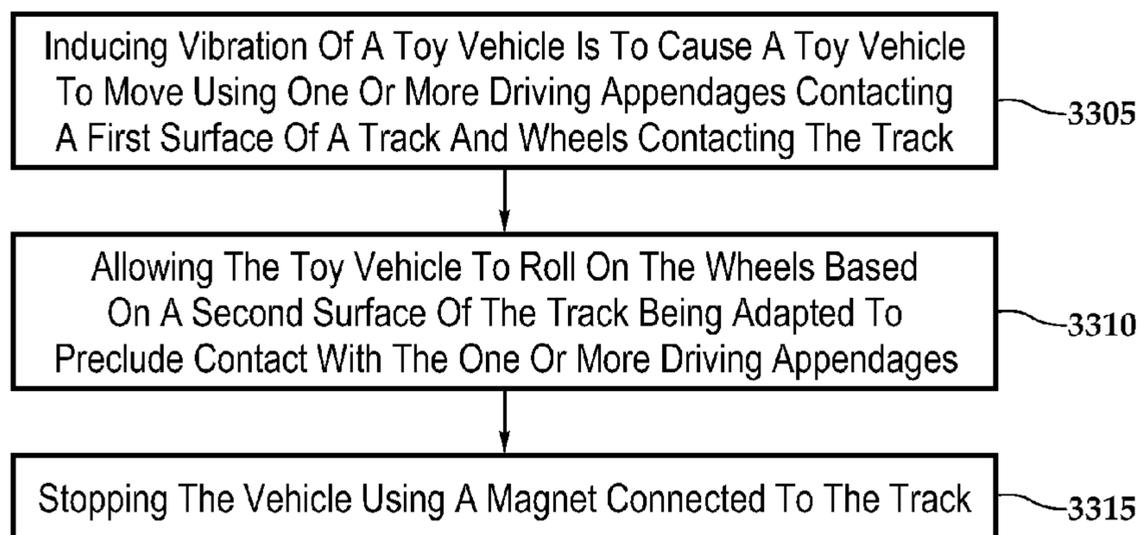 Inducing Vibration Of A Toy Vehicle Is To Cause A Toy Vehicle
To Move Using One Or More Driving Appendages Contacting
A First Surface Of A Track And Wheels Contacting The Track
3305
Allowing The Toy Vehicle To Roll On The Wheels Based
On A Second Surface Of The Track Being Adapted To
Preclude Contact With The One Or More Driving Appendages
3310
Stopping The Vehicle Using A Magnet Connected To The Track
3315